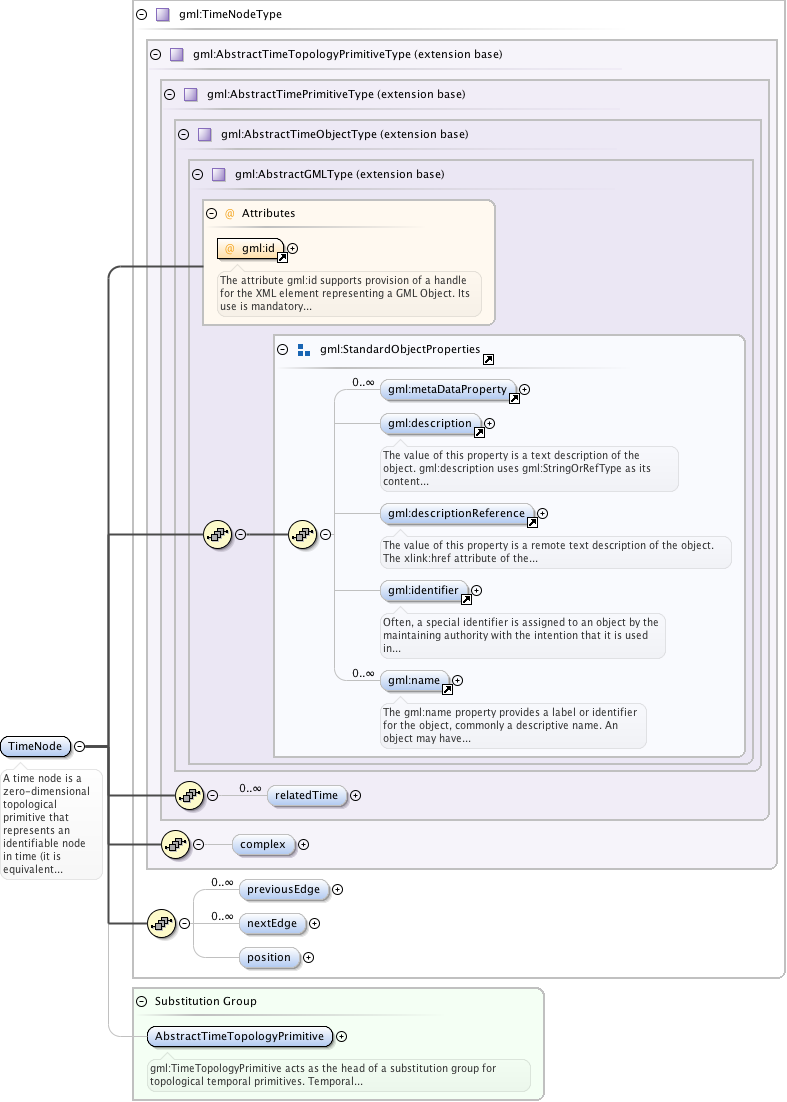 gml:TimeNodeType
gml:AbstractTimeTopologyPrimitiveType (extension base)
gml:AbstractTimePrimitiveType (extension base)
gml:AbstractTimeObjectType (extension base)
gml:AbstractGMLType (extension base)
@ Attributes
@ gml:id
The attribute gml:id supports provision of a handle
for the XML element representing a GML Object. Its
use is mandatory...
gml:StandardObjectProperties
0..∞
gml:metaDataProperty
gml:description
The value of this property is a text description of the
object. gml:description uses gml:StringOrRefType as its
content...
gml:descriptionReference
The value of this property is a remote text description of the object.
The xlink:href attribute of the...
gml:identifier
Often, a special identifier is assigned to an object by the
maintaining authority with the intention that it is used
in...
0..∞
gml:name
The gml:name property provides a label or identifier
for the object, commonly a descriptive name. An
object may have...
TimeNode
A time node is a
zero-dimensional
topological
primitive that
represents an
identifiable node
in time (it is
equivalent...
0..∞
relatedTime
complex
0..∞
previousEdge
0..∞
nextEdge
position
Substitution Group
AbstractTimeTopologyPrimitive
gml:TimeTopologyPrimitive acts as the head of a substitution group for
topological temporal primitives. Temporal...